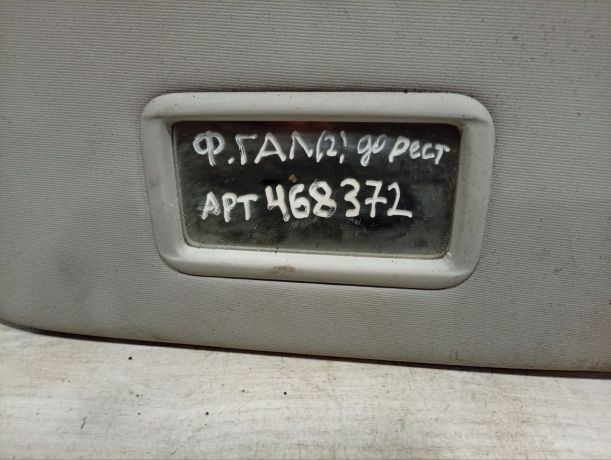 Ф.ГАЛ(2) до рест
АРТ 468372